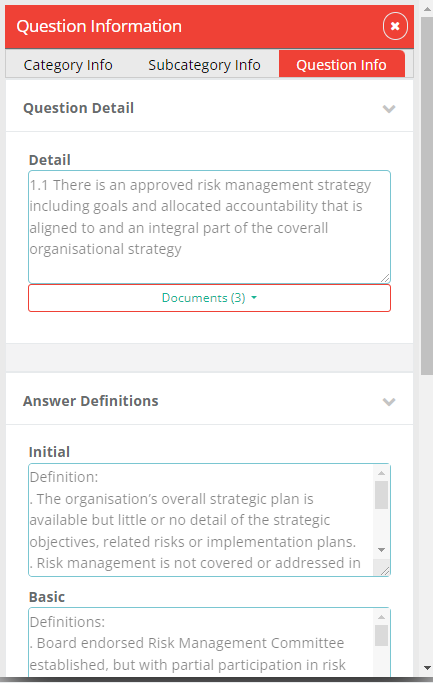 Question Information
Category Info
Subcategory Info
Question Info
Question Detail
Detail
1.1 There is an approved risk management strategy
including goals and allocated accountability that is
aligned to and an integral part of the coverall
organisational strategy
Documents (3)
Answer Definitions
Initial
Definition:
. The organisation's overall strategic plan is
available but little or no detail of the strategic
objectives, related risks or implementation plans.
. Risk management is not covered or addressed in
Basic
Definitions:
. Board endorsed Risk Management Committee
established, but with partial participation in risk